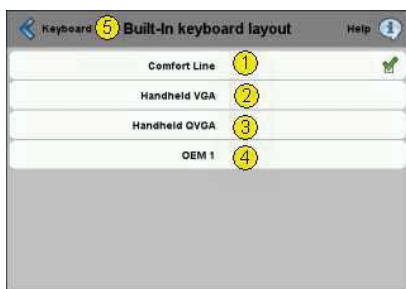 Keyboard 5 Built-In keyboard layout Help
Comfort Line 1
Handheld VGA 2
Handheld QVGA 3
OEM 1 4